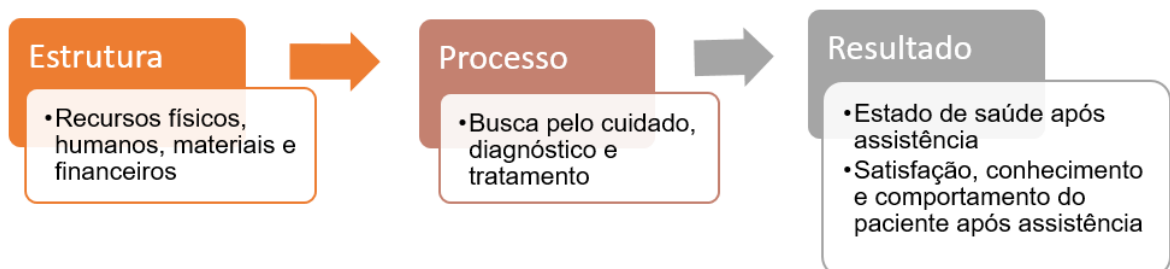 Estrutura
•Recursos físicos,
humanos, materiais e
financeiros
Processo
•Busca pelo cuidado,
diagnóstico e
tratamento
Resultado
•Estado de saúde após
assistência
•Satisfação, conhecimento
e comportamento do
paciente após assistência